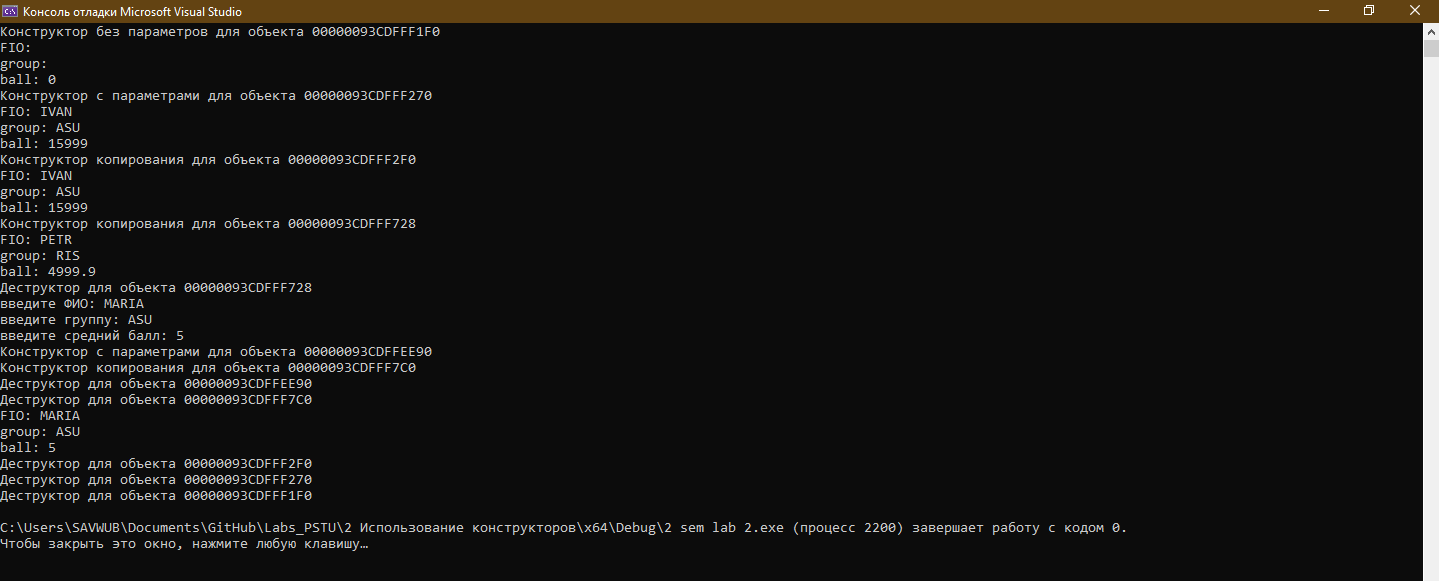 Консоль отладки Microsoft Visual Studio
Конструктор без параметров для объекта 00000093CDFFF1F0
FIO:
group:
ball: 0
Конструктор с параметрами для объекта 00000093CDFFF270
FIO: IVAN
group: ASU
ball: 15999
Конструктор копирования для объекта 00000093CDFFF2F0
FIO: IVAN
group: ASU
ball: 15999
Конструктор копирования для объекта 00000093CDFFF728
FIO: PETR
group: RIS
ball: 4999.9
Деструктор для объекта 00000093CDFFF728
введите ФИО: MARIA
введите группу: ASU
введите средний балл: 5
Конструктор с параметрами для объекта 00000093CDFFEE90
Конструктор копирования для объекта 00000093CDFFF7C0
Деструктор для объекта 00000093CDFFEE90
Деструктор для объекта 00000093CDFFF7C0
FIO: MARIA
group: ASU
ball: 5
Деструктор для объекта 00000093CDFFF2F0
Деструктор для объекта 00000093CDFFF270
Деструктор для объекта 00000093CDFFF1F0
C:\Users\SAVWUB\Documents\GitHub\Labs_PSTU\2 Использование конструкторов\x64\Debug\2 sem lab 2.exe (процесс 2200) завершает работу с кодом 0.
Чтобы закрыть это окно, нажмите любую клавишу…